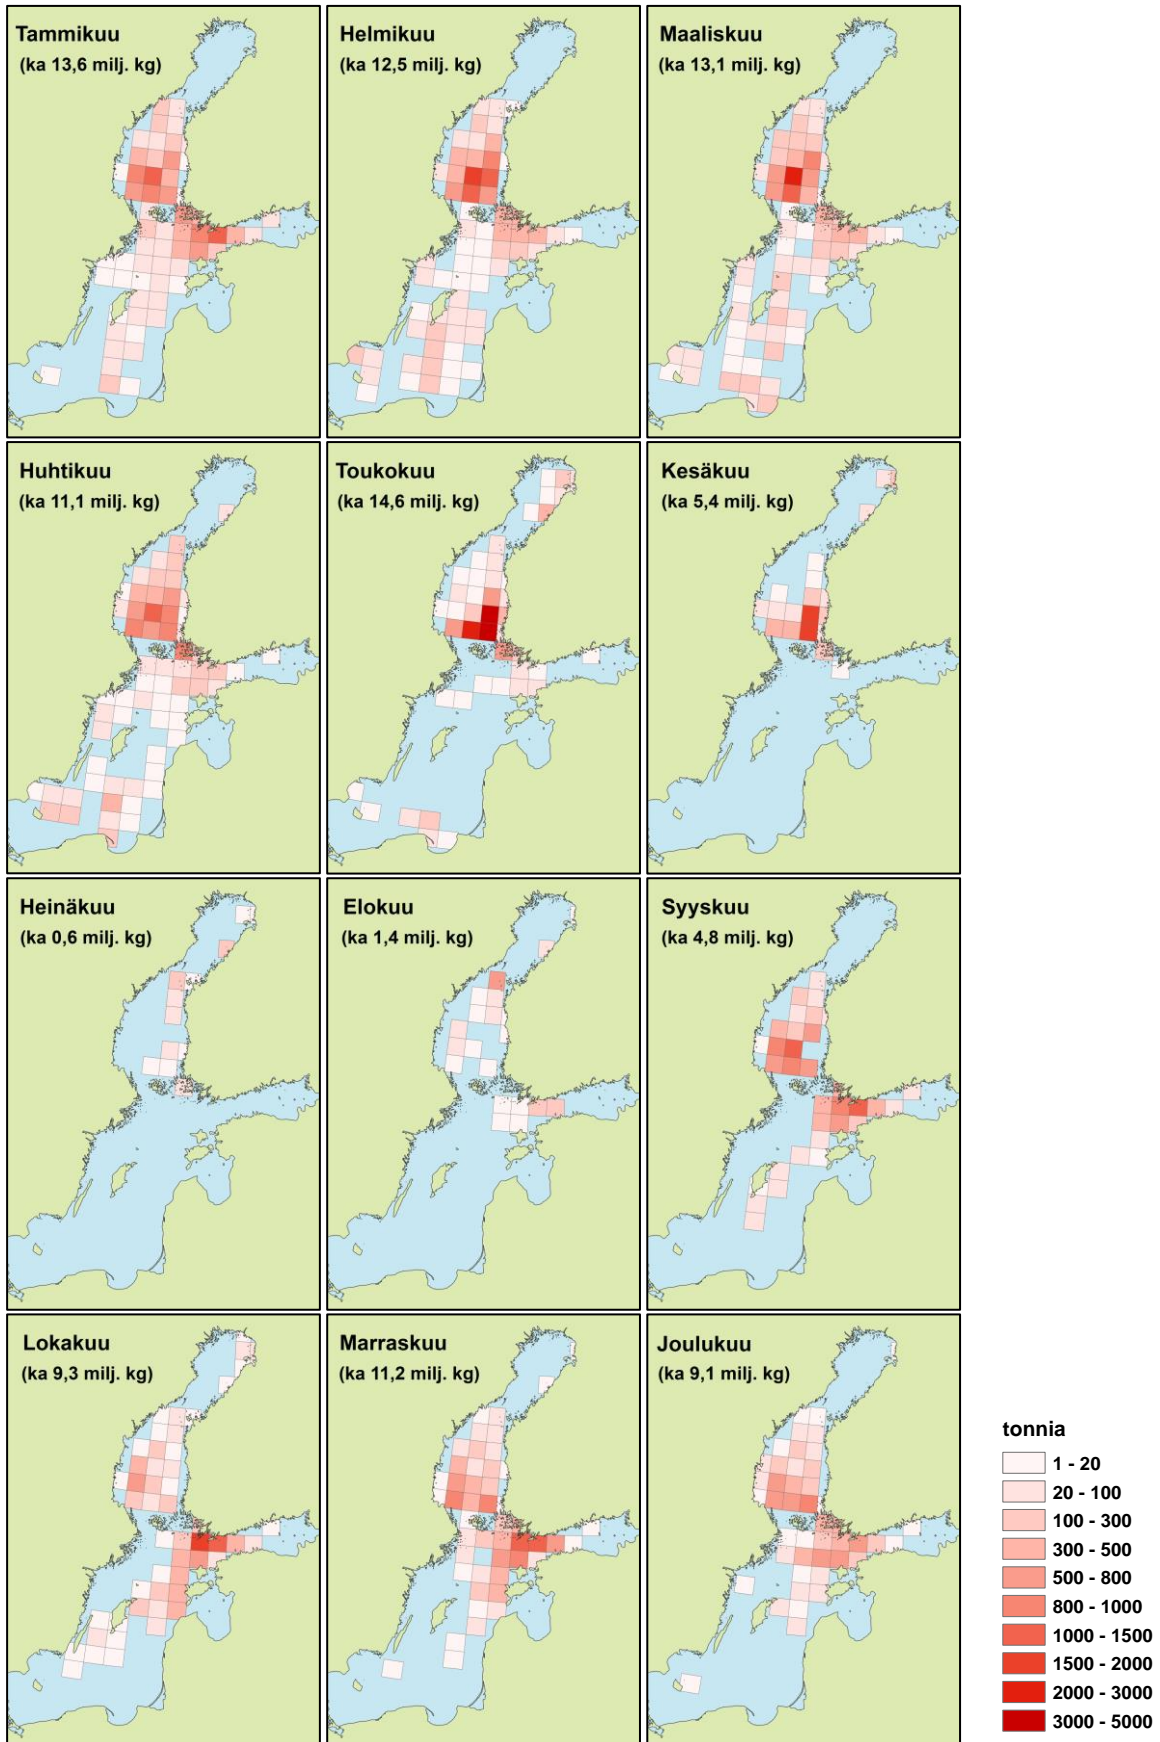 Tammikuu
(ka 13,6 milj. kg)
Helmikuu
(ka 12,5 milj. kg)
Maaliskuu
(ka 13,1 milj. kg)
Huhtikuu
(ka 11,1 milj. kg)
Toukokuu
(ka 14,6 milj. kg)
Kesäkuu
(ka 5,4 milj. kg)
Heinäkuu
(ka 0,6 milj. kg)
Elokuu
(ka 1,4 milj. kg)
Syyskuu
(ka 4,8 milj. kg)
Lokakuu
(ka 9,3 milj. kg)
Marraskuu
(ka 11,2 milj. kg)
Joulukuu
(ka 9,1 milj. kg)
tonnia
1 - 20
20 - 100
100 - 300
300 - 500
500 - 800
800 - 1000
1000 - 1500
1500 - 2000
2000 - 3000
3000 - 5000